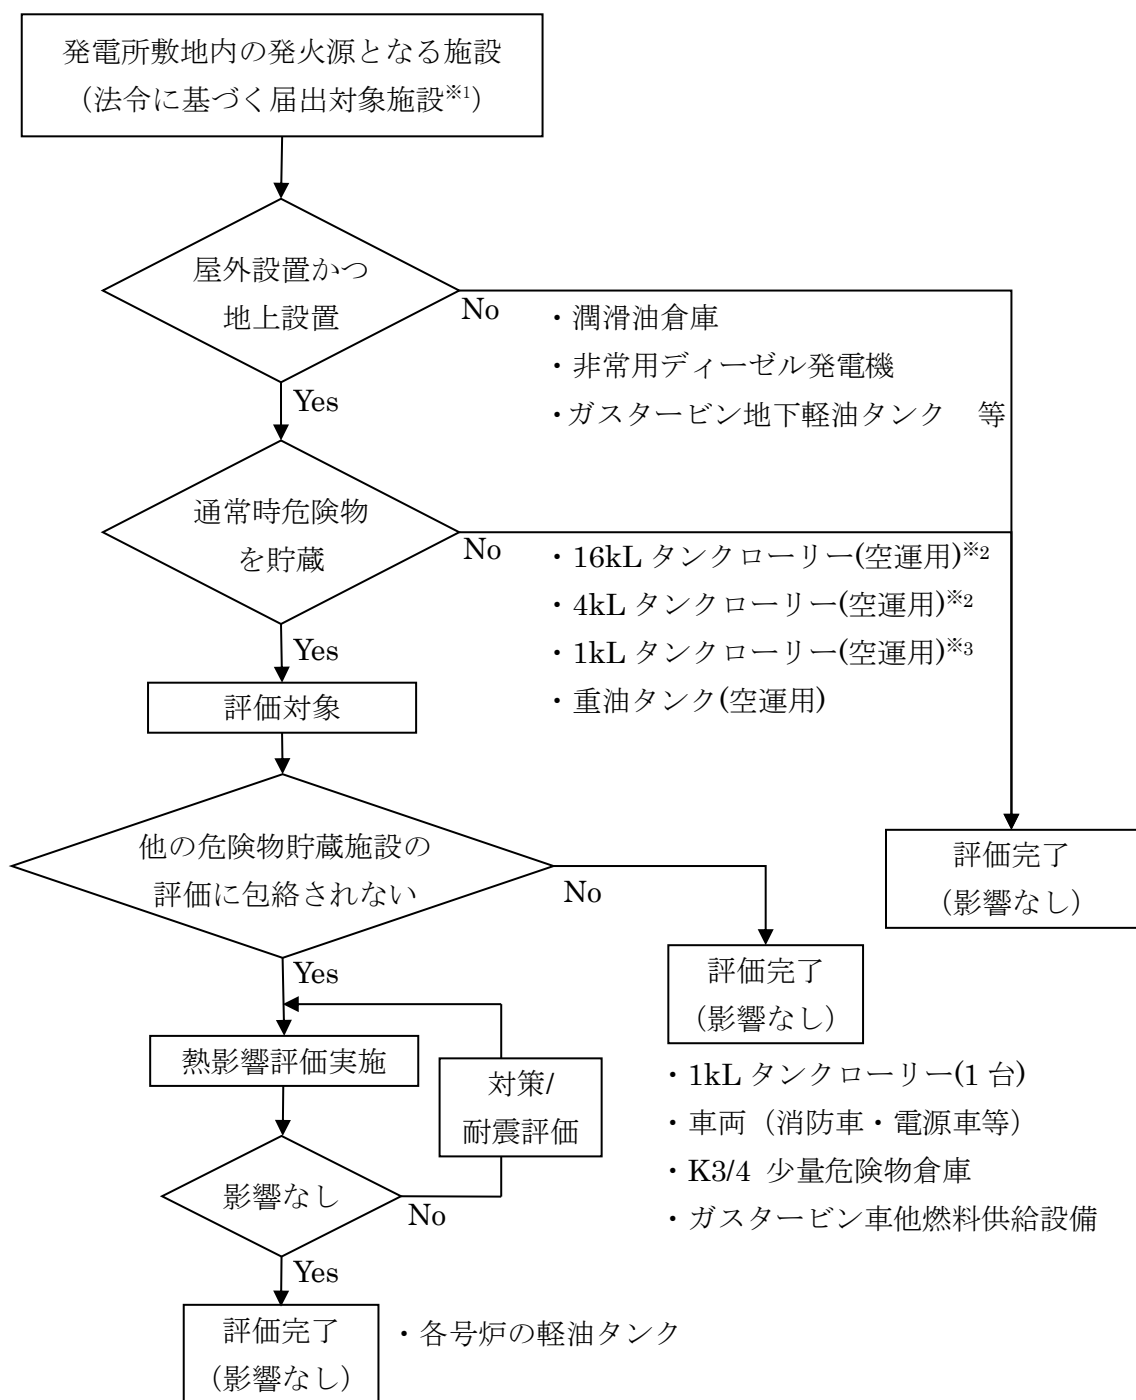 発電所敷地内の発火源となる施設
（法令に基づく届出対象施設※1）
屋外設置かつ
地上設置
No
・潤滑油倉庫
・非常用ディーゼル発電機
・ガスタービン地下軽油タンク　等
Yes
通常時危険物
を貯蔵
No
・16kL タンクローリー(空運用)※2
・4kL タンクローリー(空運用)※2
・1kL タンクローリー(空運用)※3
・重油タンク(空運用)
Yes
評価対象
他の危険物貯蔵施設の
評価に包絡されない
No
評価完了
（影響なし）
評価完了
（影響なし）
・1kL タンクローリー(1 台)
・車両（消防車・電源車等）
・K3/4 少量危険物倉庫
・ガスタービン車他燃料供給設備
Yes
熱影響評価実施
対策/
耐震評価
影響なし
No
Yes
評価完了
（影響なし）
・各号炉の軽油タンク